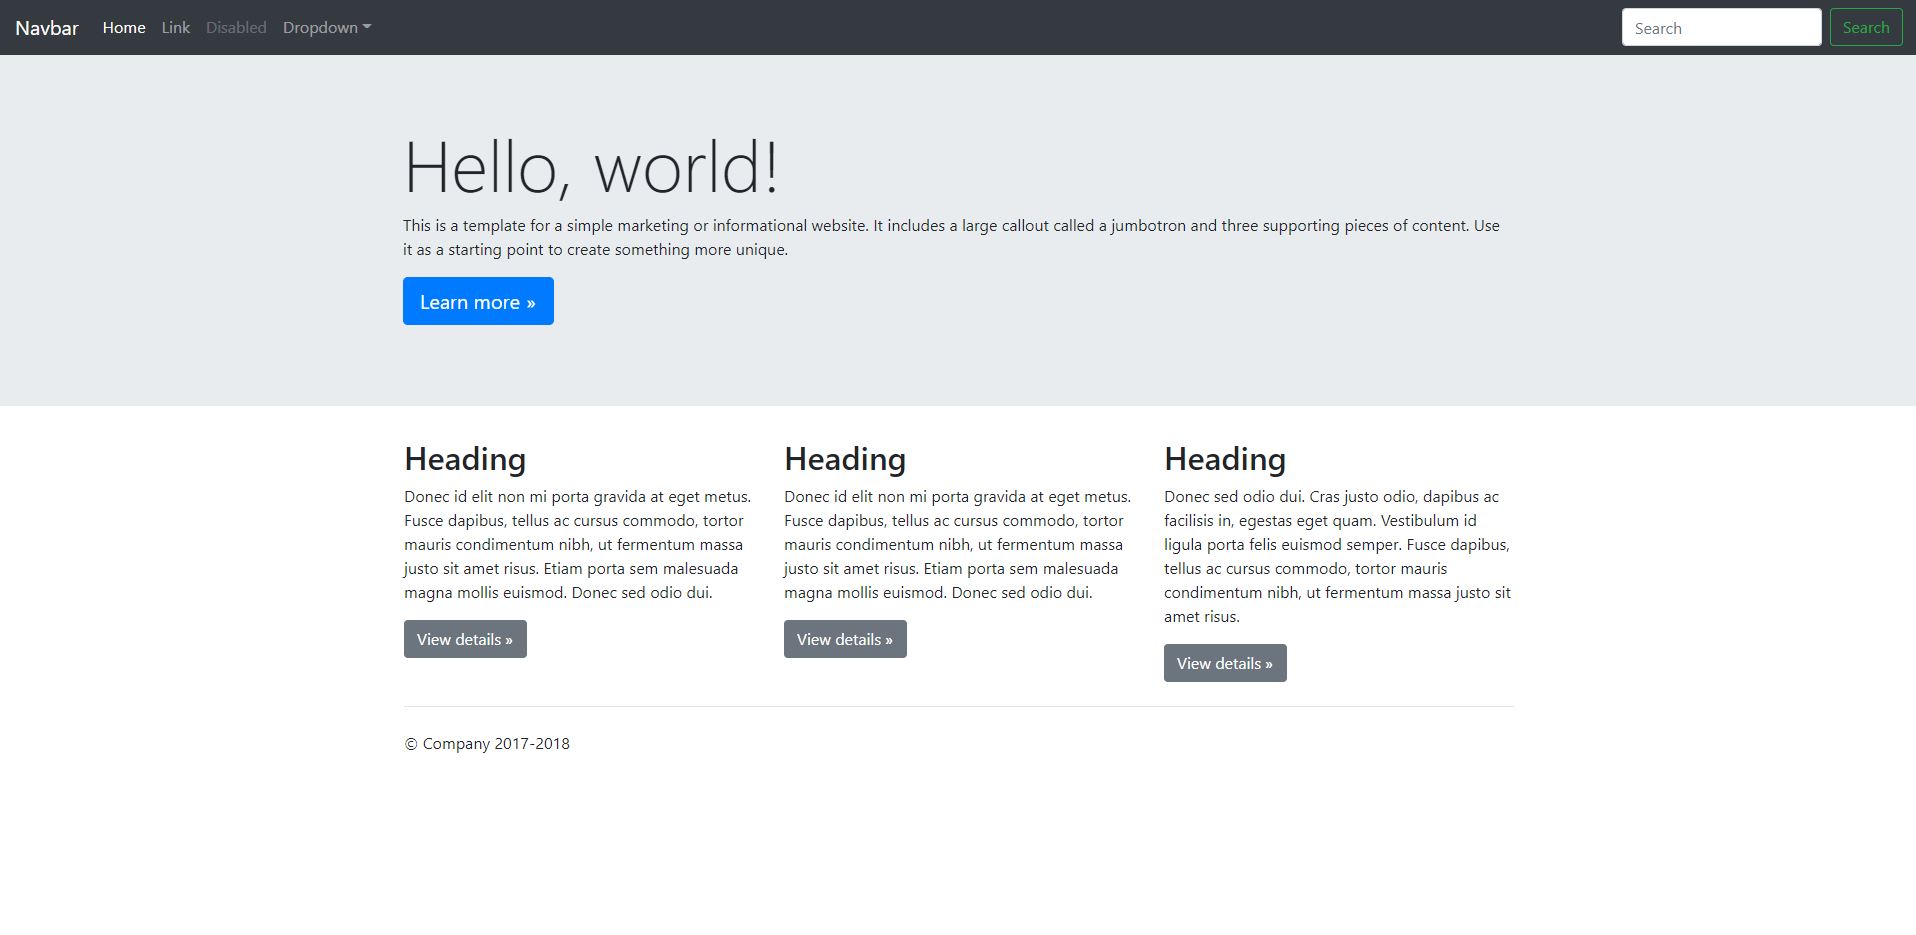 Navbar Home Link Disabled Dropdown Search Search
Hello, world!
This is a template for a simple marketing or informational website. It includes a large callout called a jumbotron and three supporting pieces of content. Use
it as a starting point to create something more unique.
Learn more »
Heading
Donec id elit non mi porta gravida at eget metus.
Fusce dapibus, tellus ac cursus commodo, tortor
mauris condimentum nibh, ut fermentum massa
justo sit amet risus. Etiam porta sem malesuada
magna mollis euismod. Donec sed odio dui.
View details »
Heading
Donec id elit non mi porta gravida at eget metus.
Fusce dapibus, tellus ac cursus commodo, tortor
mauris condimentum nibh, ut fermentum massa
justo sit amet risus. Etiam porta sem malesuada
magna mollis euismod. Donec sed odio dui.
View details »
Heading
Donec sed odio dui. Cras justo odio, dapibus ac
facilisis in, egestas eget quam. Vestibulum id
ligula porta felis euismod semper. Fusce dapibus,
tellus ac cursus commodo, tortor mauris
condimentum nibh, ut fermentum massa justo sit
amet risus.
View details »
© Company 2017-2018